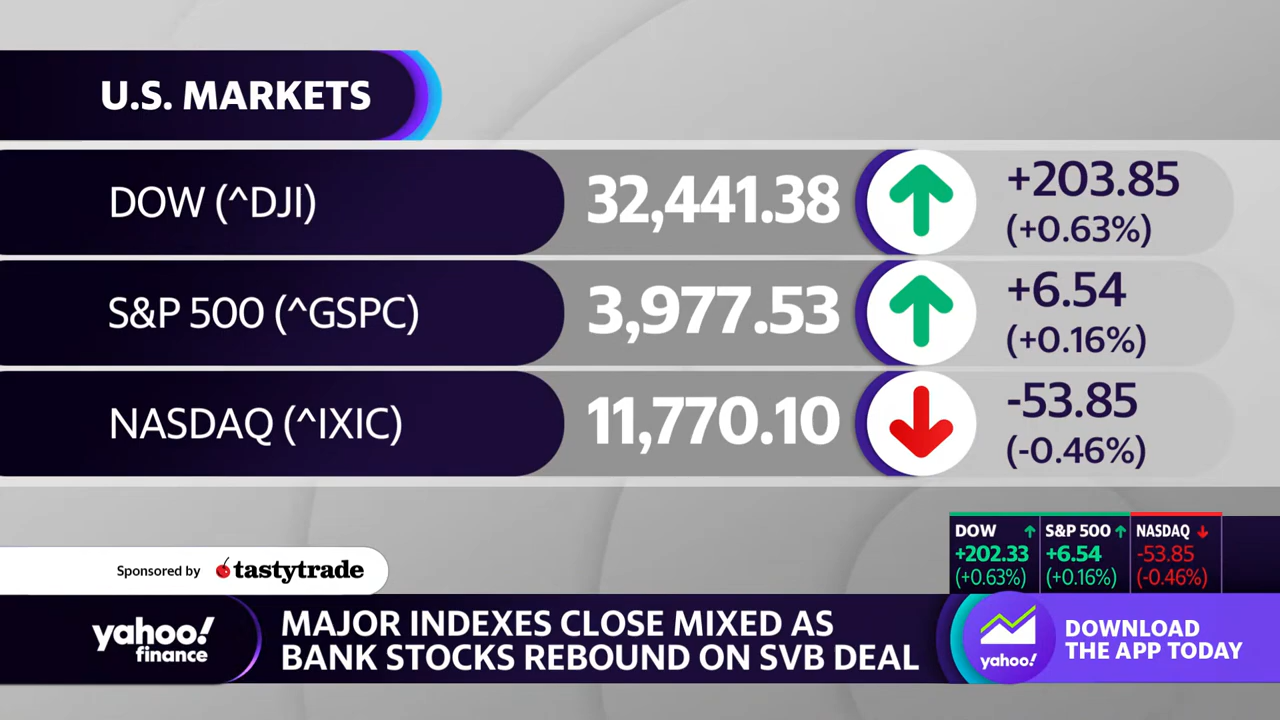 U.S. MARKETS
DOW (^DJI)
32,441.38
+203.85
(+0.63%)
S&P 500 (^GSPC)
3,977.53
+6.54
(+0.16%)
NASDAQ (^IXIC)
11,770.10
-53.85
(-0.46%)
DOW S&P 500 NASDAQ
+202.33 +6.54 -53.85
(+0.63%) (+0.16%) (-0.46%)
Sponsored by tastytrade
yahoo!
finance
MAJOR INDEXES CLOSE MIXED AS
BANK STOCKS REBOUND ON SVB DEAL
yahoo!
DOWNLOAD
THE APP TODAY